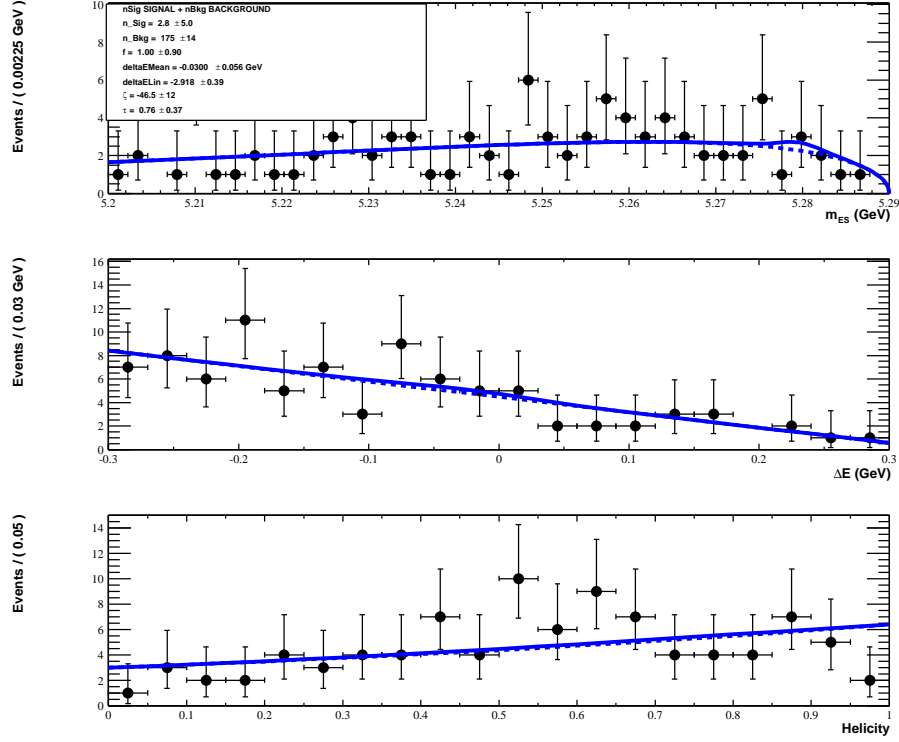 nSig SIGNAL + nBkg BACKGROUND
n_Sig = 2.8 ± 5.0
n_Bkg = 175 ± 14
f = 1.00 ± 0.90
deltaEMean = -0.0300 ± 0.056 GeV
deltaELin = -2.918 ± 0.39
ζ = -46.5 ± 12
τ = 0.76 ± 0.37
Events / ( 0.00225 GeV )
10
8
6
4
2
0
5.2 5.21 5.22 5.23 5.24 5.25 5.26 5.27 5.28 5.29
m_ES (GeV)
Events / ( 0.03 GeV )
16
14
12
10
8
6
4
2
0
-0.3 -0.2 -0.1 0 0.1 0.2 0.3
ΔE (GeV)
Events / ( 0.05 )
14
12
10
8
6
4
2
0
0 0.1 0.2 0.3 0.4 0.5 0.6 0.7 0.8 0.9 1
Helicity